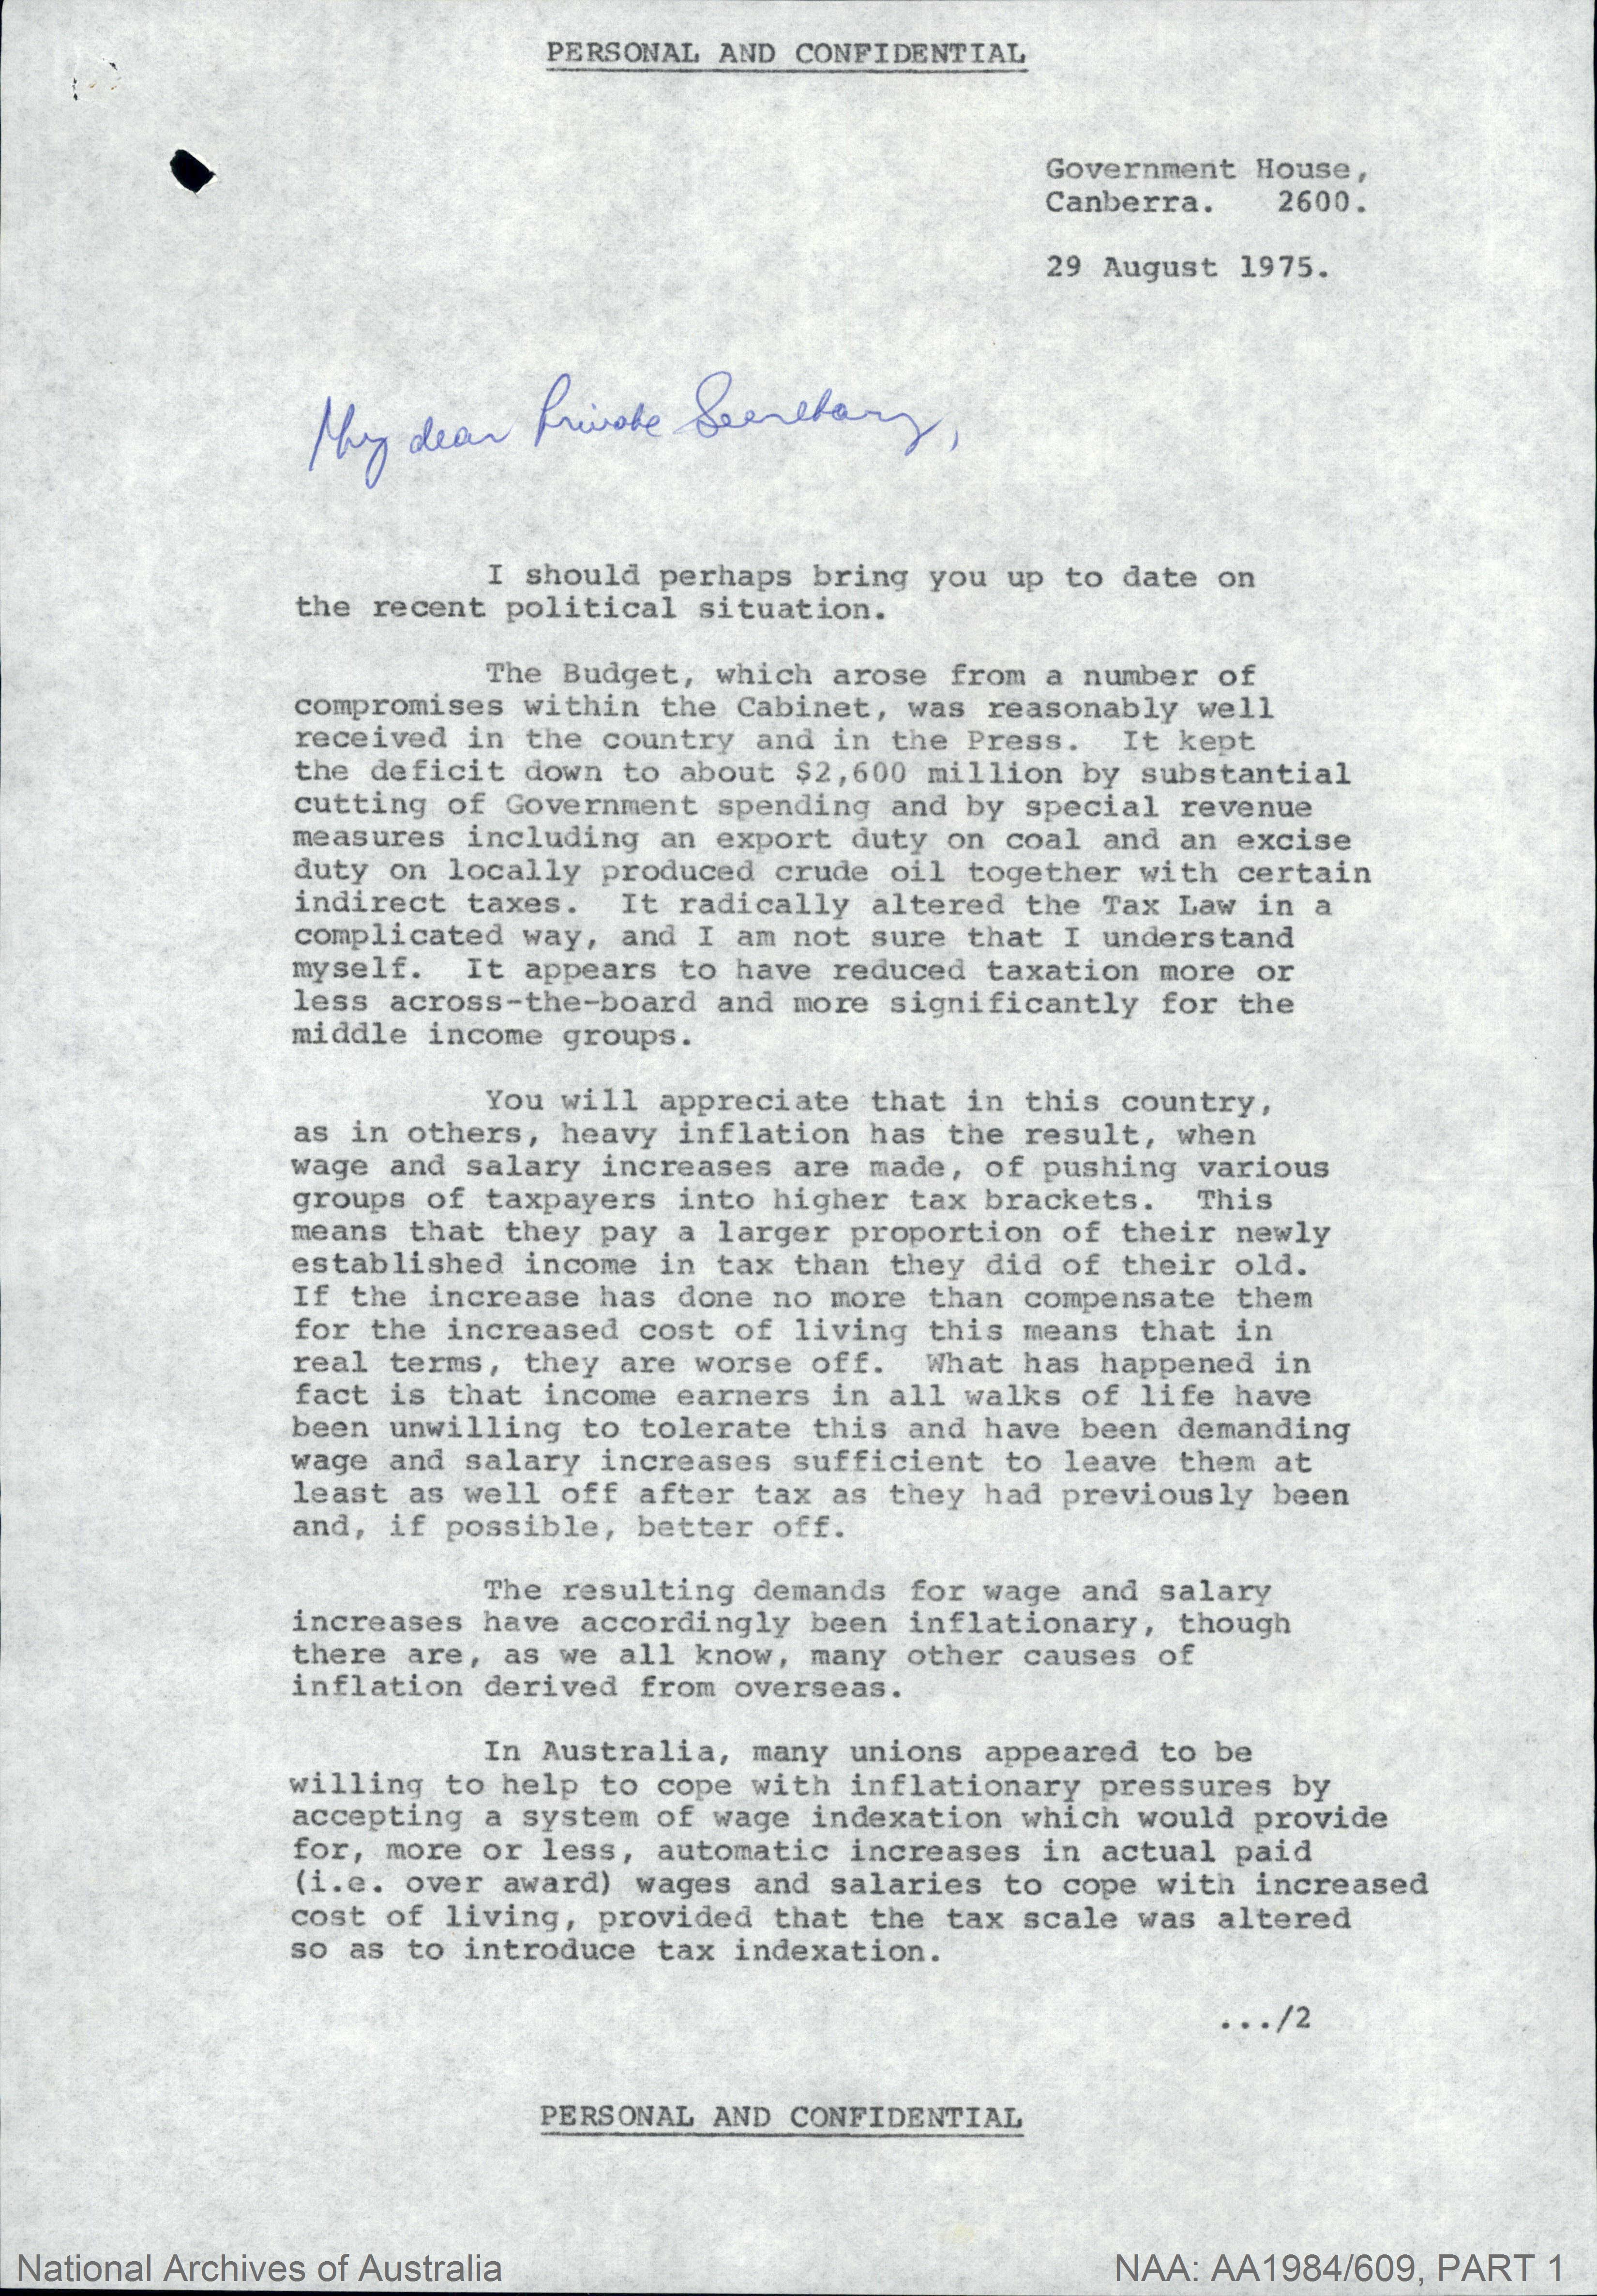 PERSONAL AND CONFIDENTIAL
Government House,
Canberra. 2600.
29 August 1975.
My dear Private Secretary,
I should perhaps bring you up to date on
the recent political situation.
The Budget, which arose from a number of
compromises within the Cabinet, was reasonably well
received in the country and in the Press. It kept
the deficit down to about $2,600 million by substantial
cutting of Government spending and by special revenue
measures including an export duty on coal and an excise
duty on locally produced crude oil together with certain
indirect taxes. It radically altered the Tax Law in a
complicated way, and I am not sure that I understand
myself. It appears to have reduced taxation more or
less across-the-board and more significantly for the
middle income groups.
You will appreciate that in this country,
as in others, heavy inflation has the result, when
wage and salary increases are made, of pushing various
groups of taxpayers into higher tax brackets. This
means that they pay a larger proportion of their newly
established income in tax than they did of their old.
If the increase has done no more than compensate them
for the increased cost of living this means that in
real terms, they are worse off. What has happened in
fact is that income earners in all walks of life have
been unwilling to tolerate this and have been demanding
wage and salary increases sufficient to leave them at
least as well off after tax as they had previously been
and, if possible, better off.
The resulting demands for wage and salary
increases have accordingly been inflationary, though
there are, as we all know, many other causes of
inflation derived from overseas.
In Australia, many unions appeared to be
willing to help to cope with inflationary pressures by
accepting a system of wage indexation which would provide
for, more or less, automatic increases in actual paid
(i.e. over award) wages and salaries to cope with increased
cost of living, provided that the tax scale was altered
so as to introduce tax indexation.
.../2
PERSONAL AND CONFIDENTIAL
National Archives of Australia
NAA: AA1984/609, PART 1